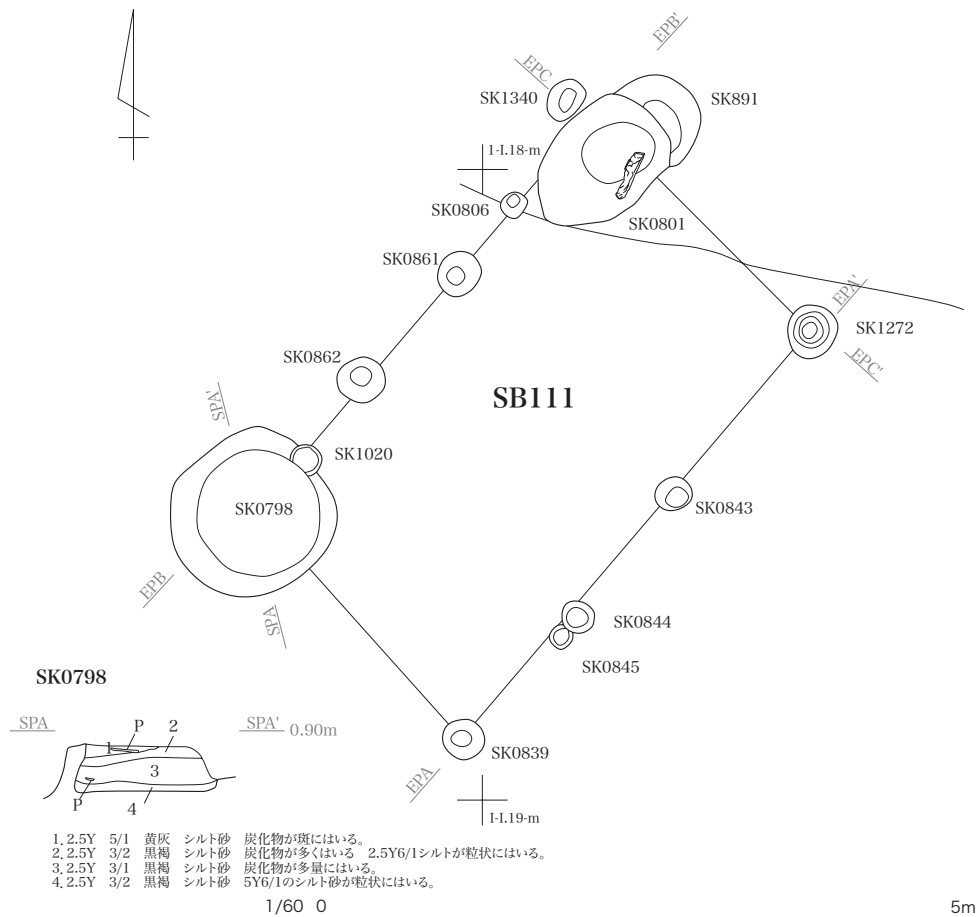 EPB'
EPC
SK1340
SK891
1-I.18-m
SK0806
SK0801
SK0861
EPA'
SK1272
SK0862
EPC'
SPA'
SB111
SK1020
SK0798
SK0843
EPB
SPA
SK0844
SK0845
SK0839
EPA
I-I.19-m
SK0798
SPA
SPA' 0.90m
P
2
1
3
P
4
1. 2.5Y 5/1 黄灰 シルト砂 炭化物が斑にはいる。
2. 2.5Y 3/2 黒褐 シルト砂 炭化物が多くはいる 2.5Y6/1シルトが粒状にはいる。
3. 2.5Y 3/1 黒褐 シルト砂 炭化物が多量にはいる。
4. 2.5Y 3/2 黒褐 シルト砂 5Y6/1のシルト砂が粒状にはいる。
1/60 0 5m